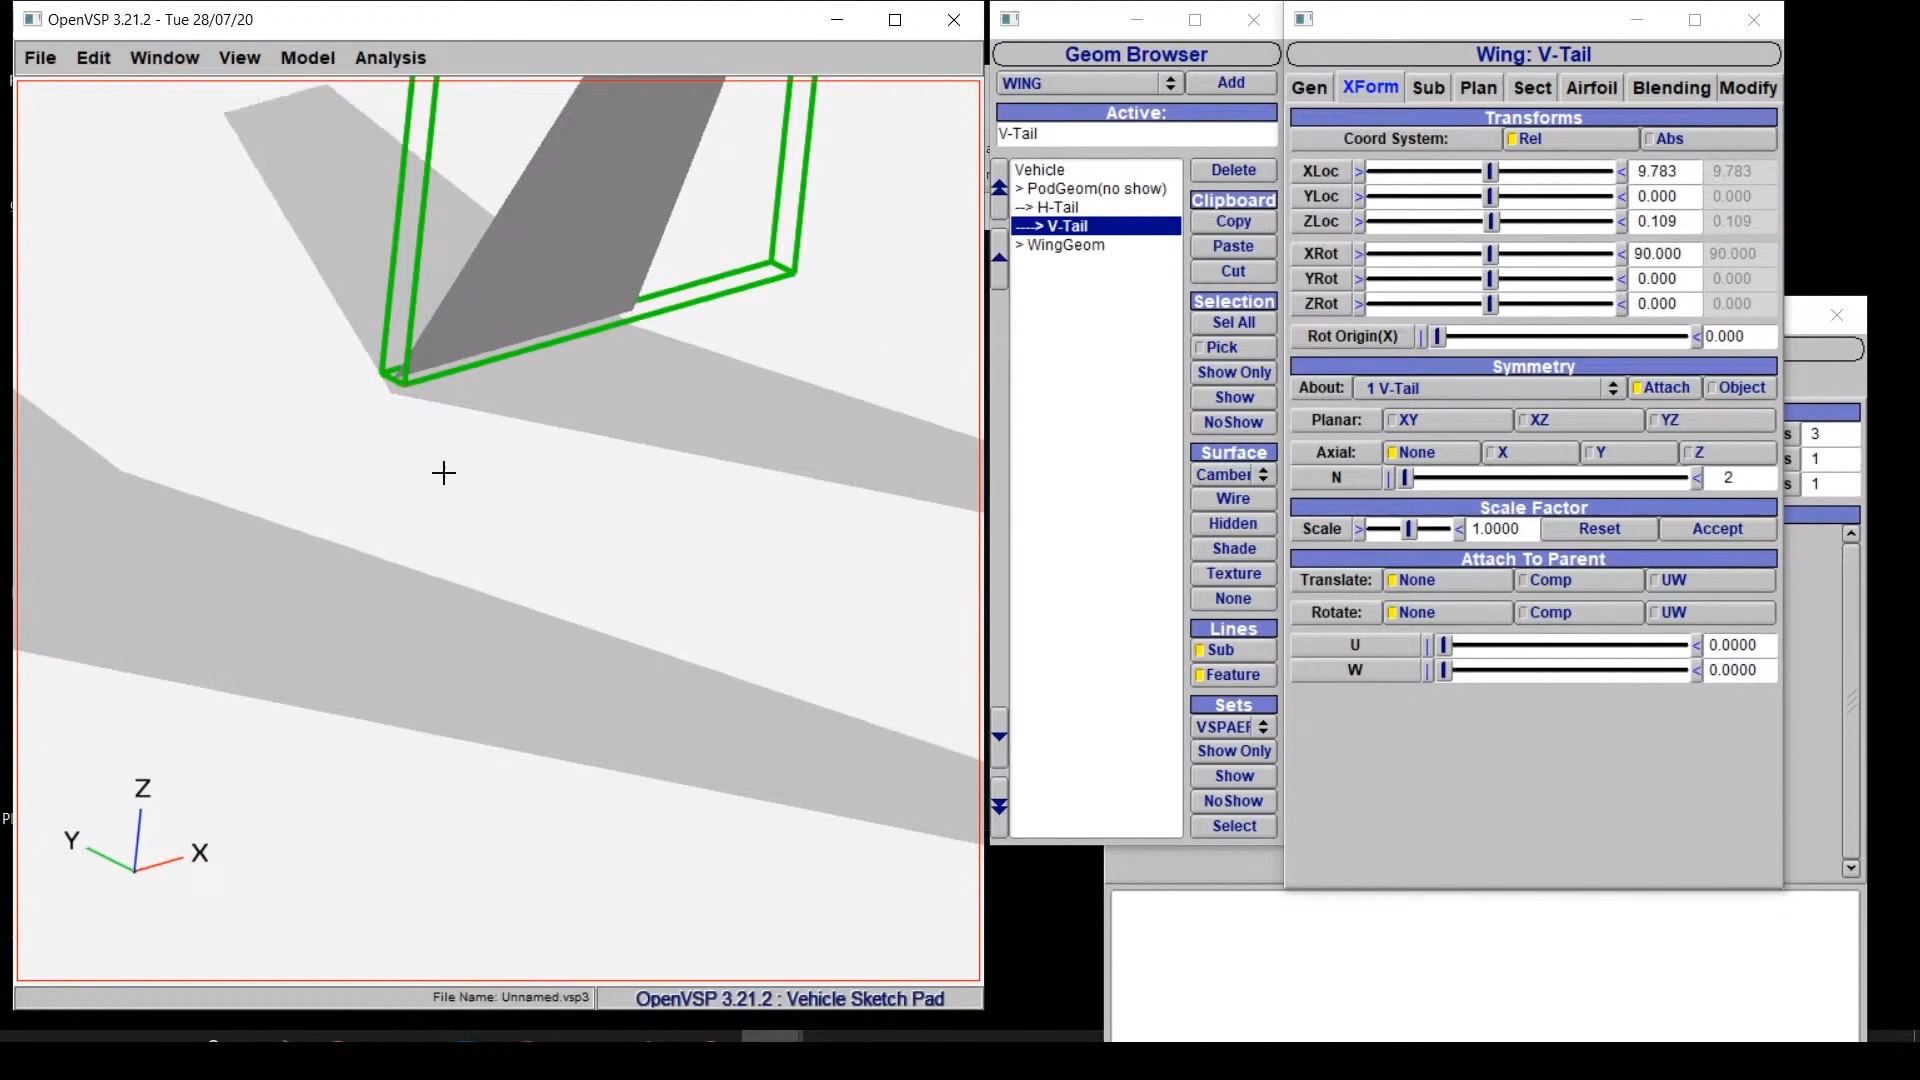 OpenVSP 3.21.2 - Tue 28/07/20
File Edit Window View Model Analysis
Z
Y
X
File Name: Unnamed.vsp3
OpenVSP 3.21.2 : Vehicle Sketch Pad
Geom Browser
WING
Add
Active:
V-Tail
Vehicle
> PodGeom(no show)
--> H-Tail
----> V-Tail
> WingGeom
Delete
Clipboard
Copy
Paste
Cut
Selection
Sel All
Pick
Show Only
Show
NoShow
Surface
Camber
Wire
Hidden
Shade
Texture
None
Lines
Sub
Feature
Sets
VSPAEF
Show Only
Show
NoShow
Select
Wing: V-Tail
Gen XForm Sub Plan Sect Airfoil Blending Modify
Transforms
Coord System: Rel Abs
XLoc > < 9.783 9.783
YLoc > < 0.000 0.000
ZLoc > < 0.109 0.109
XRot > < 90.000 90.000
YRot > < 0.000 0.000
ZRot > < 0.000 0.000
Rot Origin(X) | < 0.000
Symmetry
About: 1 V-Tail Attach Object
Planar: XY XZ YZ
Axial: None X Y Z
N | < 2
Scale Factor
Scale > < 1.0000 Reset Accept
Attach To Parent
Translate: None Comp UW
Rotate: None Comp UW
U | < 0.0000
W | < 0.0000
s 3
s 1
s 1